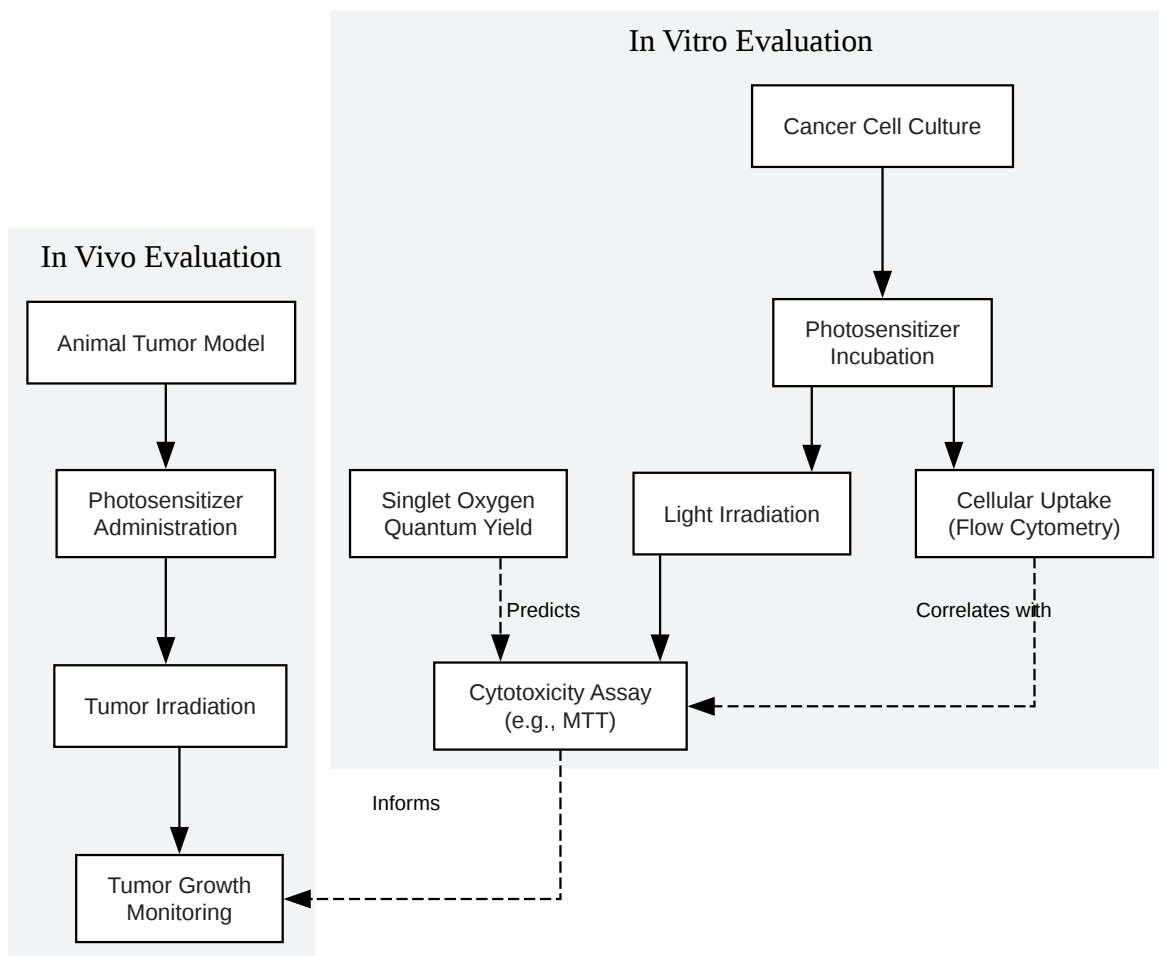 In Vitro Evaluation
Cancer Cell Culture
Photosensitizer
Incubation
Singlet Oxygen
Quantum Yield
Light Irradiation
Cellular Uptake
(Flow Cytometry)
Predicts
Correlates with
Cytotoxicity Assay
(e.g., MTT)
In Vivo Evaluation
Animal Tumor Model
Photosensitizer
Administration
Tumor Irradiation
Informs
Tumor Growth
Monitoring